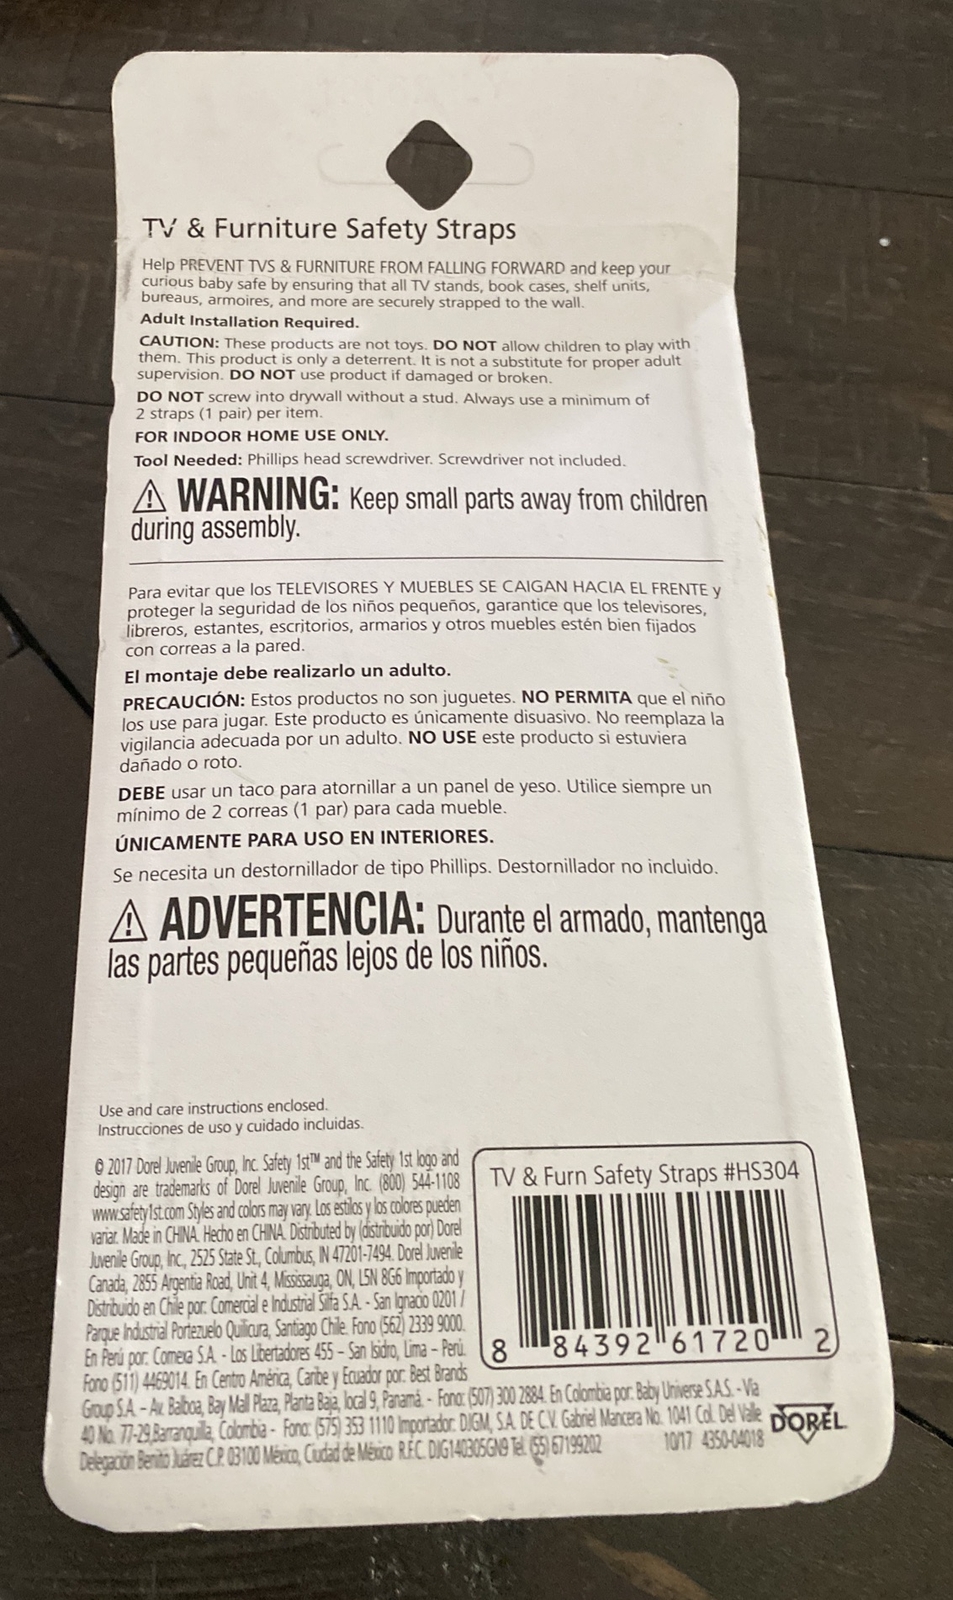 TV & Furniture Safety Straps
Help PREVENT TVS & FURNITURE FROM FALLING FORWARD and keep your
curious baby safe by ensuring that all TV stands, book cases, shelf units,
bureaus, armoires, and more are securely strapped to the wall.
Adult Installation Required.
CAUTION: These products are not toys. DO NOT allow children to play with
them. This product is only a deterrent. It is not a substitute for proper adult
supervision. DO NOT use product if damaged or broken.
DO NOT screw into drywall without a stud. Always use a minimum of
2 straps (1 pair) per item.
FOR INDOOR HOME USE ONLY.
Tool Needed: Phillips head screwdriver. Screwdriver not included.
⚠ WARNING: Keep small parts away from children
during assembly.
Para evitar que los TELEVISORES Y MUEBLES SE CAIGAN HACIA EL FRENTE y
proteger la seguridad de los niños pequeños, garantice que los televisores,
libreros, estantes, escritorios, armarios y otros muebles estén bien fijados
con correas a la pared.
El montaje debe realizarlo un adulto.
PRECAUCIÓN: Estos productos no son juguetes. NO PERMITA que el niño
los use para jugar. Este producto es únicamente disuasivo. No reemplaza la
vigilancia adecuada por un adulto. NO USE este producto si estuviera
dañado o roto.
DEBE usar un taco para atornillar a un panel de yeso. Utilice siempre un
mínimo de 2 correas (1 par) para cada mueble.
ÚNICAMENTE PARA USO EN INTERIORES.
Se necesita un destornillador de tipo Phillips. Destornillador no incluido.
⚠ ADVERTENCIA: Durante el armado, mantenga
las partes pequeñas lejos de los niños.
Use and care instructions enclosed.
Instrucciones de uso y cuidado incluidas.
© 2017 Dorel Juvenile Group, Inc. Safety 1st™ and the Safety 1st logo and
design are trademarks of Dorel Juvenile Group, Inc. (800) 544-1108
www.safety1st.com Styles and colors may vary. Los estilos y los colores pueden
variar. Made in CHINA. Hecho en CHINA. Distributed by (distribuido por) Dorel
Juvenile Group, Inc., 2525 State St., Columbus, IN 47201-7494. Dorel Juvenile
Canada, 2855 Argentia Road, Unit 4, Mississauga, ON, L5N 8G6 Importado y
Distribuido en Chile por: Comercial e Industrial Silfa S.A. - San Ignacio 0201 /
Parque Industrial Portezuelo Quilicura, Santiago Chile. Fono (562) 2339 9000.
En Perú por: Comexa S.A. - Los Libertadores 455 – San Isidro, Lima – Perú.
Fono (511) 4469014. En Centro América, Caribe y Ecuador por: Best Brands
Group S.A. – Av. Balboa, Bay Mall Plaza, Planta Baja, local 9, Panamá. - Fono: (507) 300 2884. En Colombia por: Baby Universe S.A.S. - Vía
40 No. 77-29,Barranquilla, Colombia - Fono: (575) 353 1110 Importador: DJGM, S.A. DE C.V. Gabriel Mancera No. 1041 Col. Del Valle
Delegación Benito Juárez C.P. 03100 México, Ciudad de México R.F.C. DJG140305GN9 Tel. (55) 67199202
10/17 4350-04018
TV & Furn Safety Straps #HS304
8 84392 61720 2
DOREL